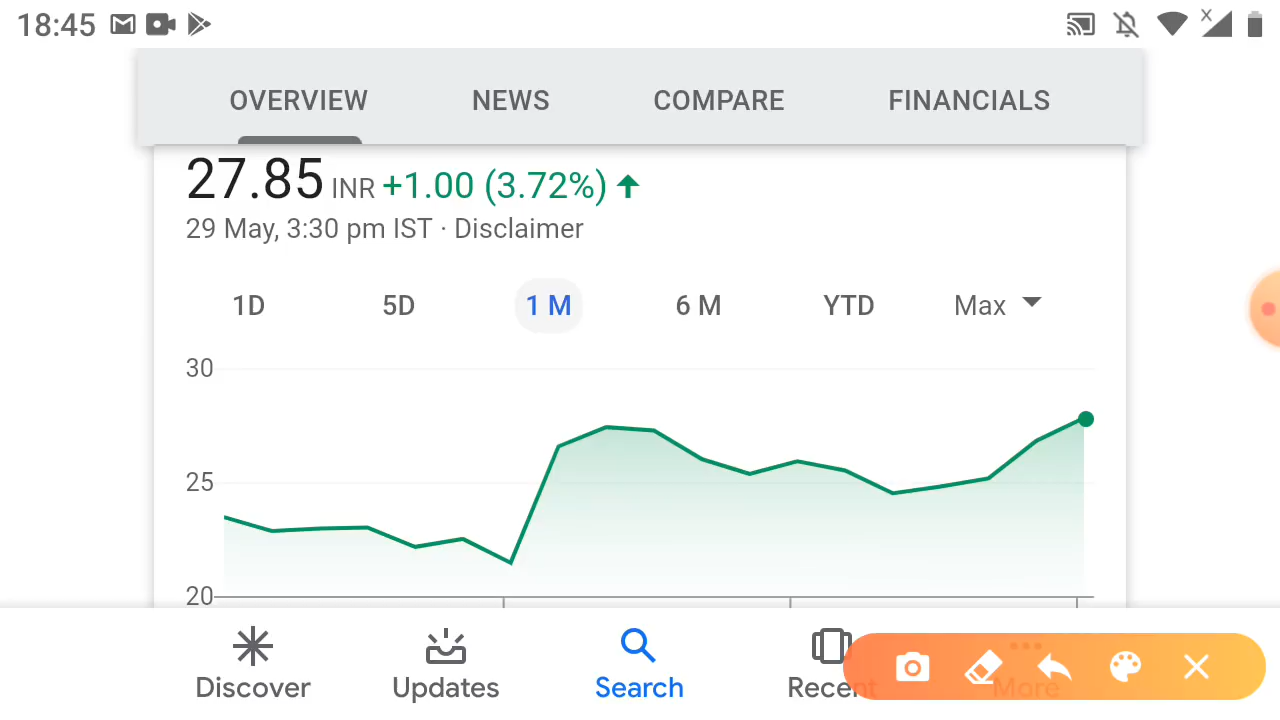 18:45 X
OVERVIEW NEWS COMPARE FINANCIALS
27.85 INR +1.00 (3.72%)
29 May, 3:30 pm IST · Disclaimer
1D 5D 1 M 6 M YTD Max
30
25
20
Discover Updates Search Recent More